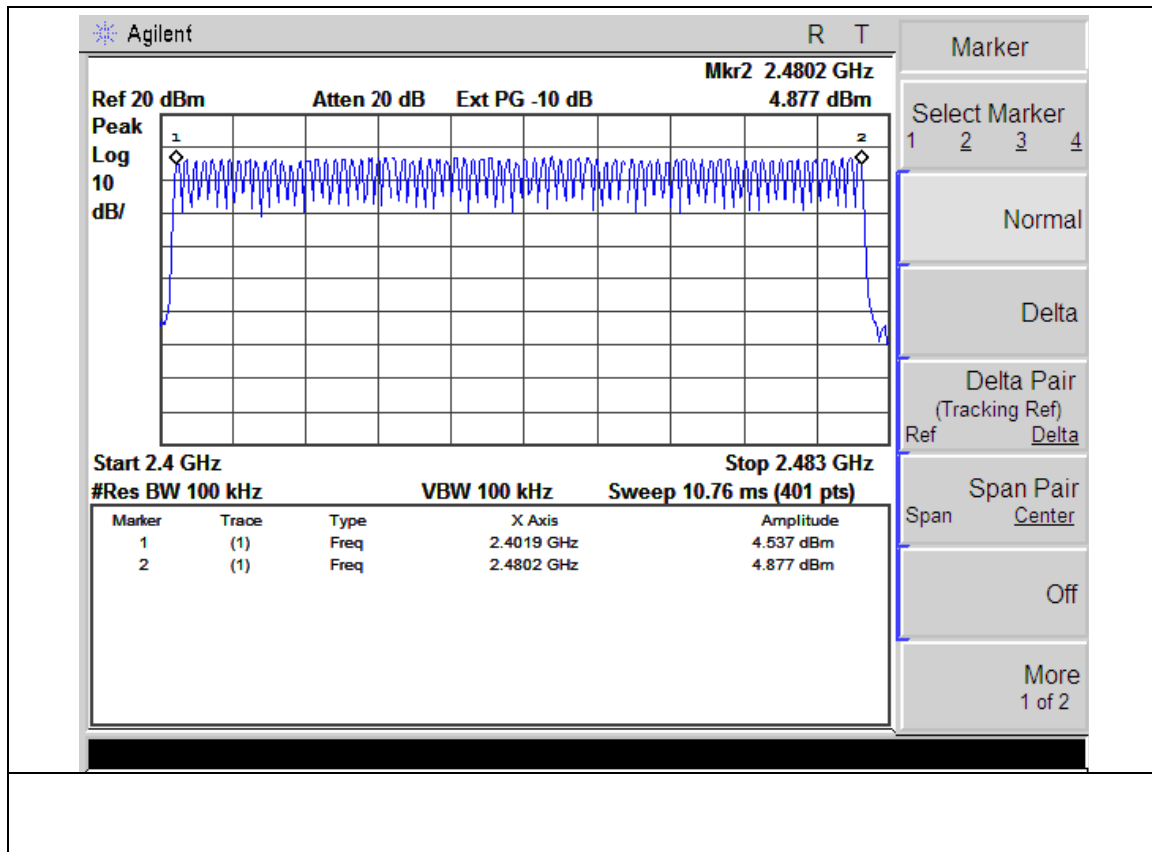 Agilent R T
Mkr2 2.4802 GHz
Ref 20 dBm Atten 20 dB Ext PG -10 dB 4.877 dBm
Peak
Log
10
dB/
1
2
Start 2.4 GHz Stop 2.483 GHz
#Res BW 100 kHz VBW 100 kHz Sweep 10.76 ms (401 pts)
Marker Trace Type X Axis Amplitude
1 (1) Freq 2.4019 GHz 4.537 dBm
2 (1) Freq 2.4802 GHz 4.877 dBm
Marker
Select Marker
1 2 3 4
Normal
Delta
Delta Pair
(Tracking Ref)
Ref Delta
Span Pair
Span Center
Off
More
1 of 2